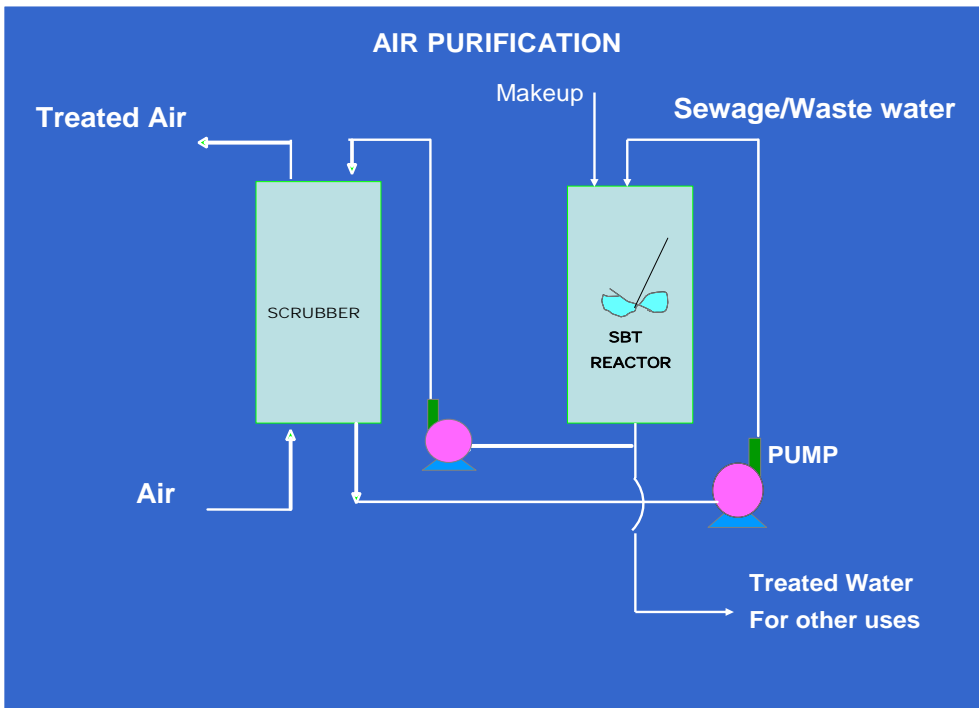 AIR PURIFICATION
Makeup
Treated Air
Sewage/Waste water
SCRUBBER
SBT
REACTOR
PUMP
Air
Treated Water
For other uses